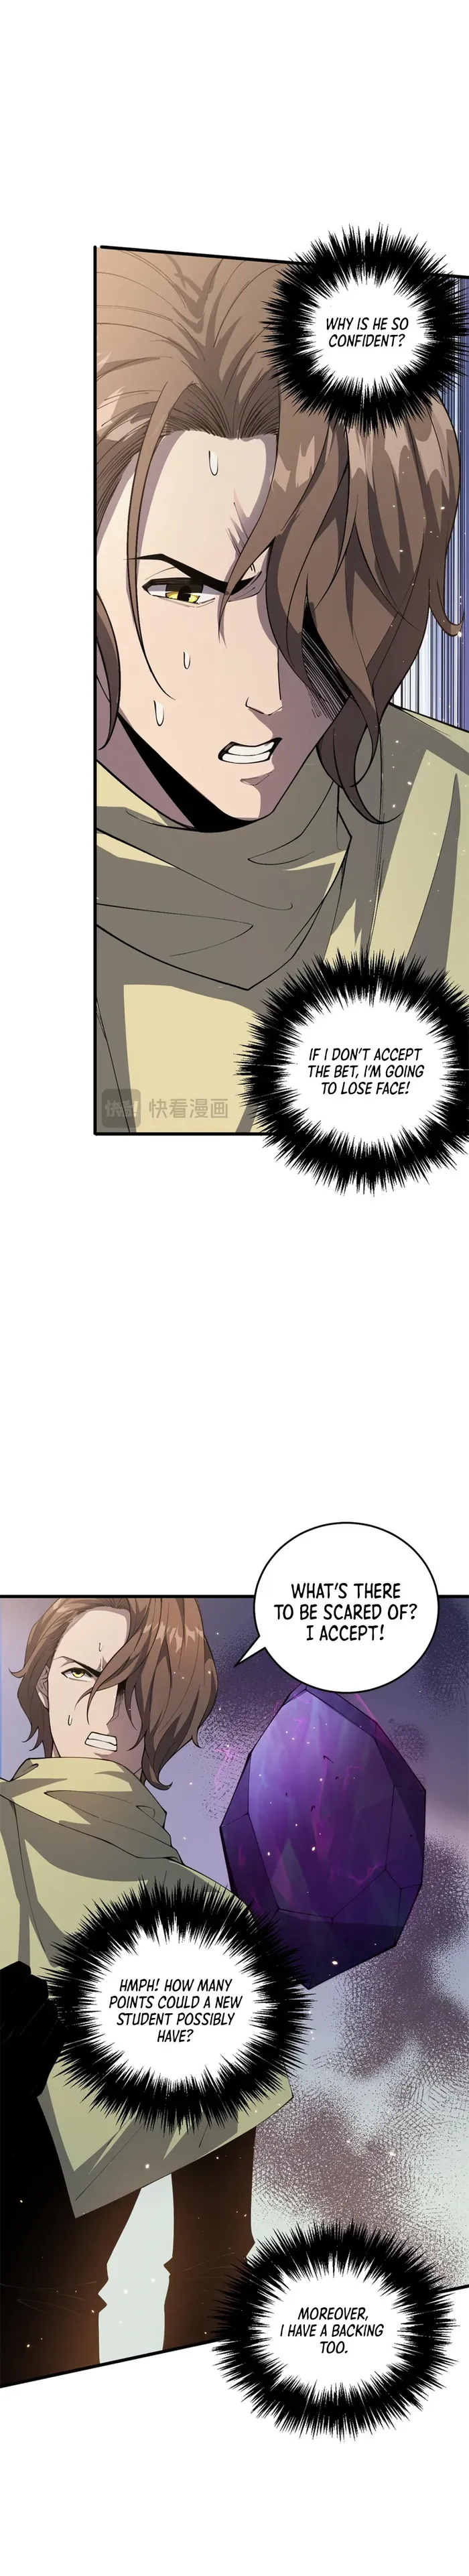 WHY IS HE SO
CONFIDENT?
IF I DON'T ACCEPT
THE BET, I'M GOING
TO LOSE FACE!
快看!
快看漫画
WHAT'S THERE
TO BE SCARED OF?
I ACCEPT!
HMPH! HOW MANY
POINTS COULD A NEW
STUDENT POSSIBLY
HAVE?
MOREOVER,
I HAVE A BACKING
TOO.